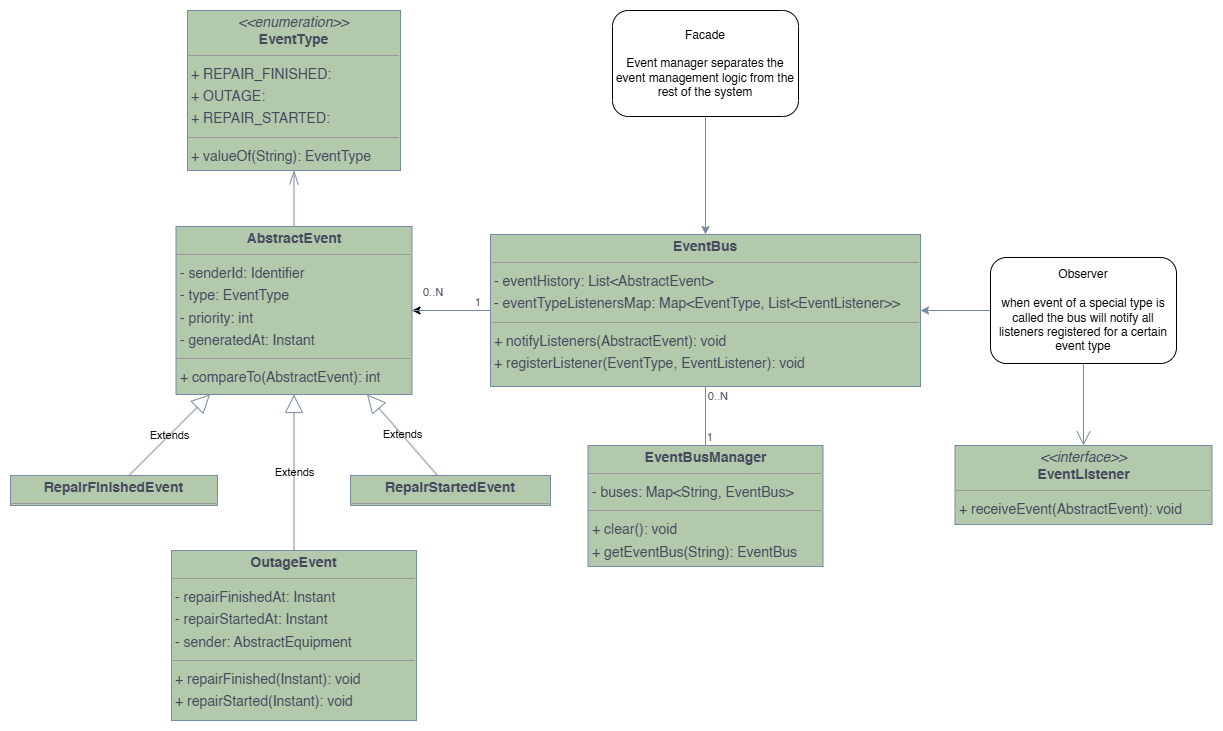 <<enumeration>>
EventType
+ REPAIR_FINISHED:
+ OUTAGE:
+ REPAIR_STARTED:
+ valueOf(String): EventType
Facade
Event manager separates the
event management logic from the
rest of the system
AbstractEvent
- senderId: Identifier
- type: EventType
- priority: int
- generatedAt: Instant
+ compareTo(AbstractEvent): int
0..N
1
EventBus
- eventHistory: List<AbstractEvent>
- eventTypeListenersMap: Map<EventType, List<EventListener>>
+ notifyListeners(AbstractEvent): void
+ registerListener(EventType, EventListener): void
Observer
when event of a special type is
called the bus will notify all
listeners registered for a certain
event type
0..N
1
Extends
Extends
Extends
RepairFinishedEvent
RepairStartedEvent
EventBusManager
- buses: Map<String, EventBus>
+ clear(): void
+ getEventBus(String): EventBus
<<interface>>
EventListener
+ receiveEvent(AbstractEvent): void
OutageEvent
- repairFinishedAt: Instant
- repairStartedAt: Instant
- sender: AbstractEquipment
+ repairFinished(Instant): void
+ repairStarted(Instant): void